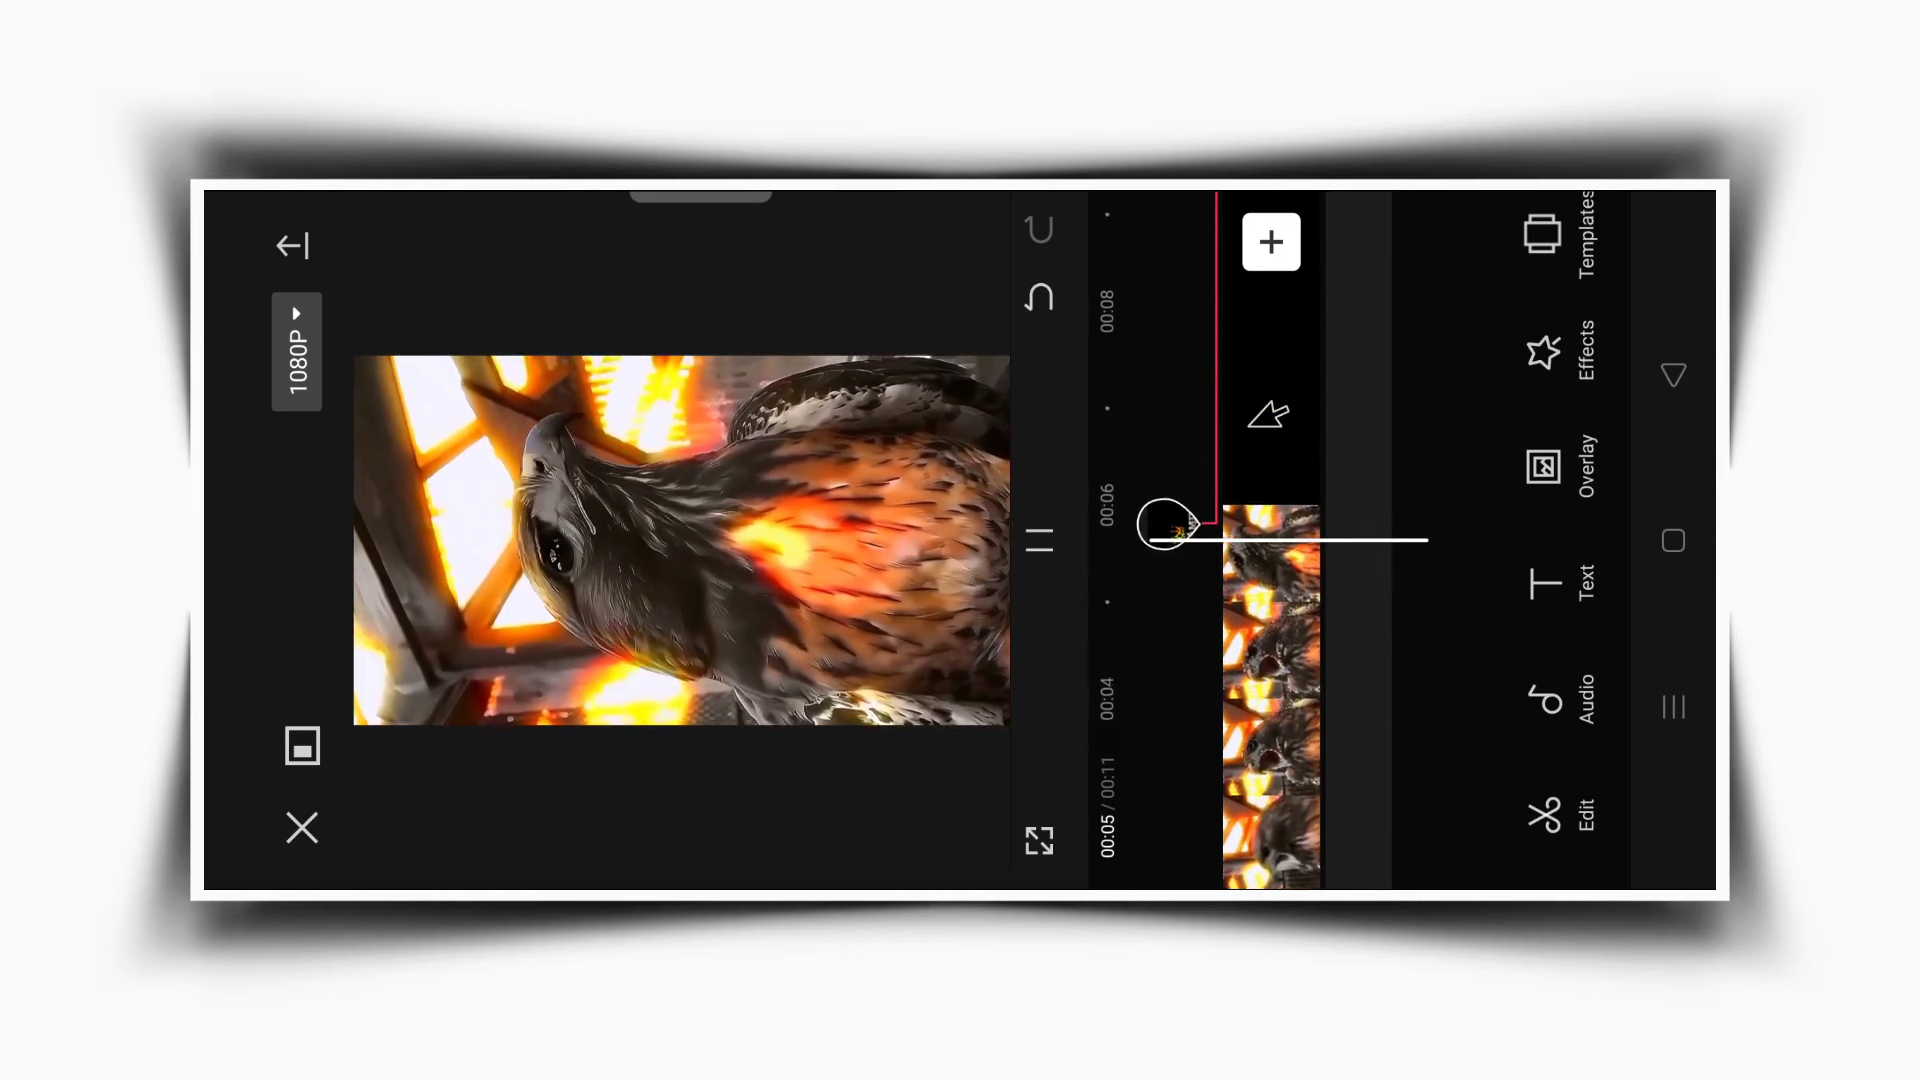 1080P
00:05 / 00:11
00:04
00:06
00:08
Edit
Audio
Text
Overlay
Effects
Templates